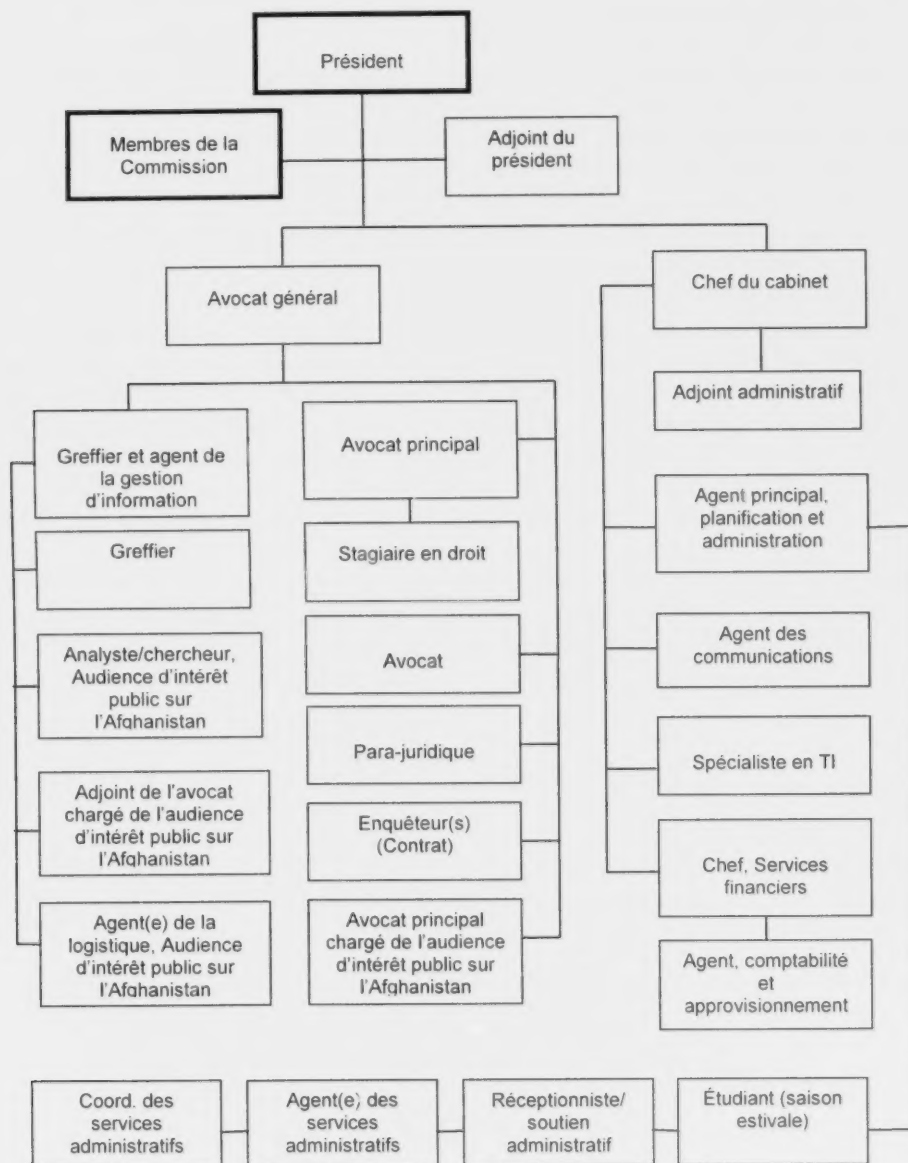 Président
Membres de la
Commission
Adjoint du
président
Avocat général
Chef du cabinet
Adjoint administratif
Greffier et agent de
la gestion
d'information
Avocat principal
Agent principal,
planification et
administration
Greffier
Stagiaire en droit
Analyste/chercheur,
Audience d'intérêt
public sur
l'Afghanistan
Avocat
Agent des
communications
Para-juridique
Spécialiste en TI
Adjoint de l'avocat
chargé de l'audience
d'intérêt public sur
l'Afghanistan
Enquêteur(s)
(Contrat)
Chef, Services
financiers
Agent(e) de la
logistique, Audience
d'intérêt public sur
l'Afghanistan
Avocat principal
chargé de l'audience
d'intérêt public sur
l'Afghanistan
Agent, comptabilité
et
approvisionnement
Coord. des
services
administratifs
Agent(e) des
services
administratifs
Réceptionniste/
soutien
administratif
Étudiant (saison
estivale)